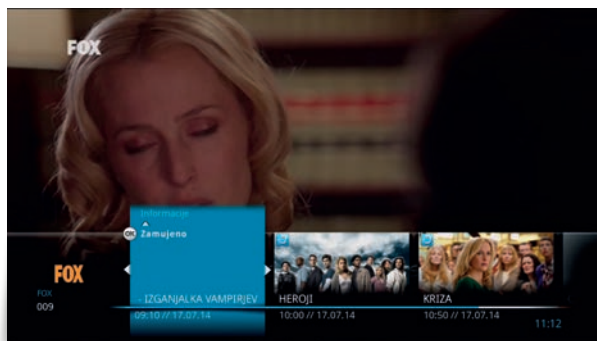 FOX
Informacije
OK Zamujeno
FOX
- IZGANJALKA VAMPIRJEV
HEROJI
KRIZA
FOX
009
09:10 // 17.07.14
10:00 // 17.07.14
10:50 // 17.07.14
11:12